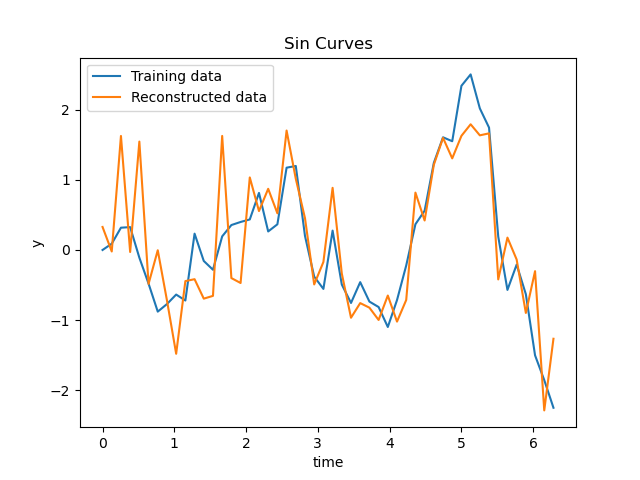 Sin Curves
Training data
Reconstructed data
y
2
1
0
−1
−2
0 1 2 3 4 5 6
time